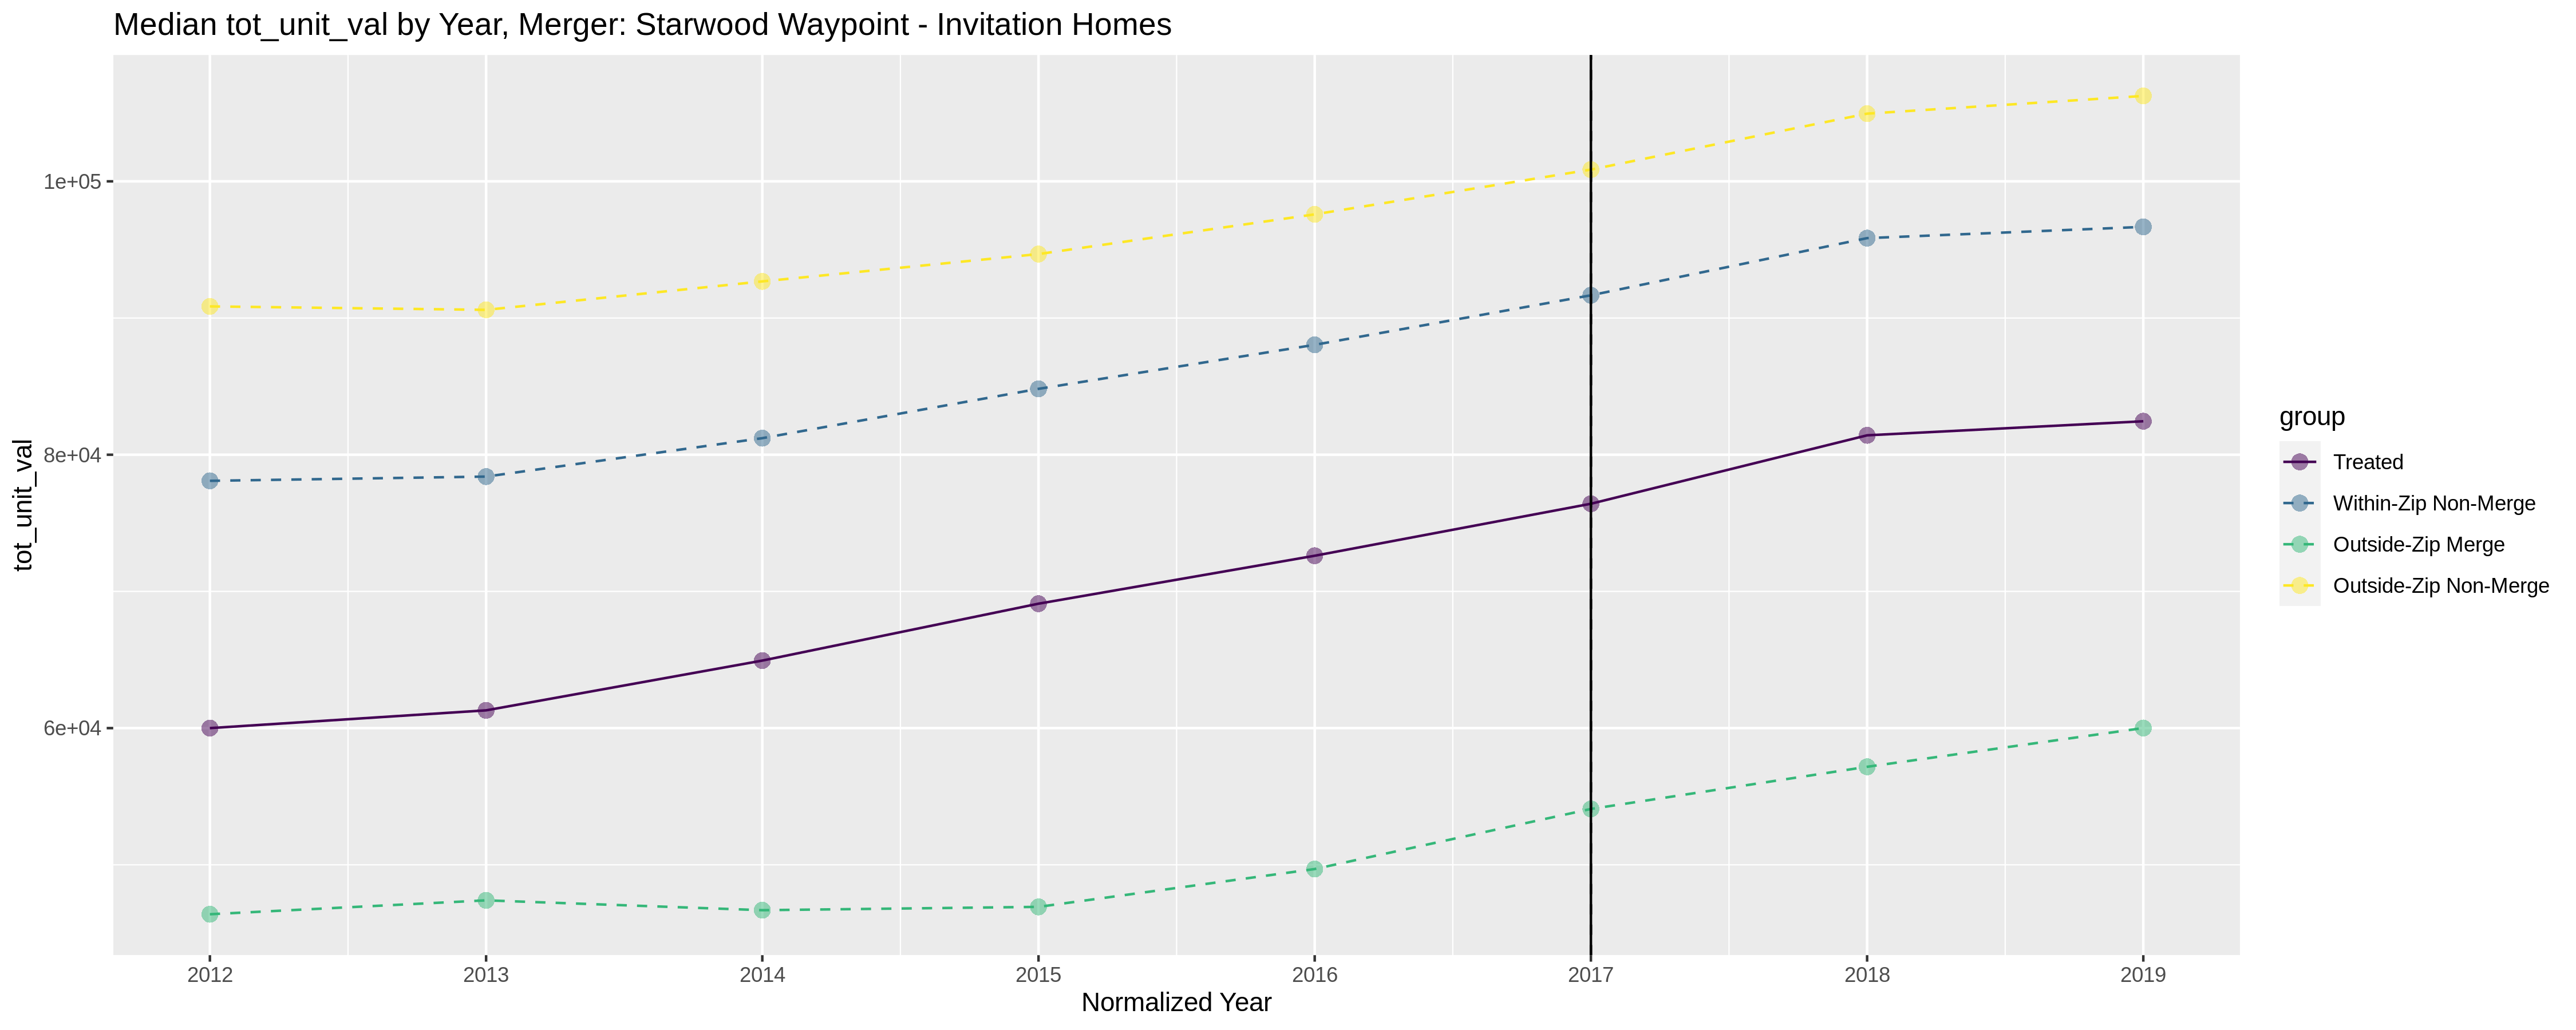 Median tot_unit_val by Year, Merger: Starwood Waypoint - Invitation Homes
tot_unit_val
1e+05
8e+04
6e+04
2012
2013
2014
2015
2016
2017
2018
2019
Normalized Year
group
Treated
Within-Zip Non-Merge
Outside-Zip Merge
Outside-Zip Non-Merge